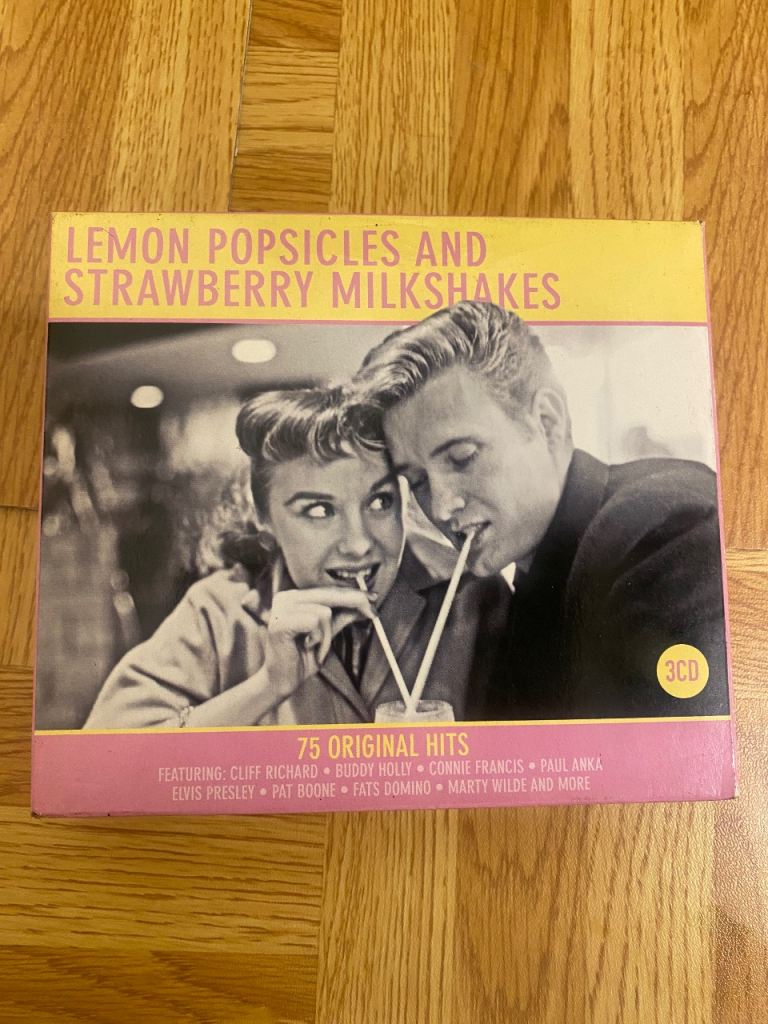 LEMON POPSICLES AND
STRAWBERRY MILKSHAKES
3CD
75 ORIGINAL HITS
FEATURING: CLIFF RICHARD • BUDDY HOLLY • CONNIE FRANCIS • PAUL ANKA
ELVIS PRESLEY • PAT BOONE • FATS DOMINO • MARTY WILDE AND MORE